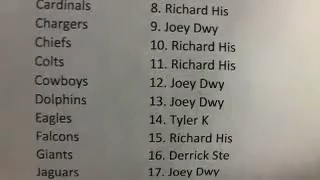 Cardinals 8. Richard His
Chargers 9. Joey Dwy
Chiefs 10. Richard His
Colts 11. Richard His
Cowboys 12. Joey Dwy
Dolphins 13. Joey Dwy
Eagles 14. Tyler K
Falcons 15. Richard His
Giants 16. Derrick Ste
Jaguars 17. Joey Dwy